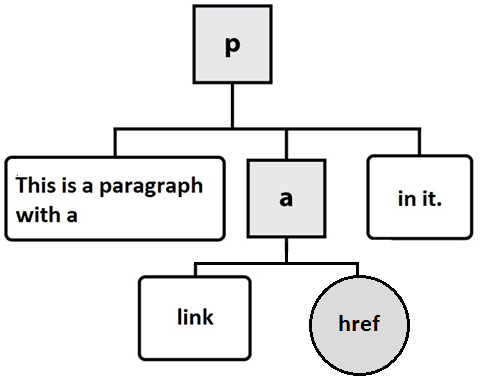 p
This is a paragraph
with a
a
in it.
link
href